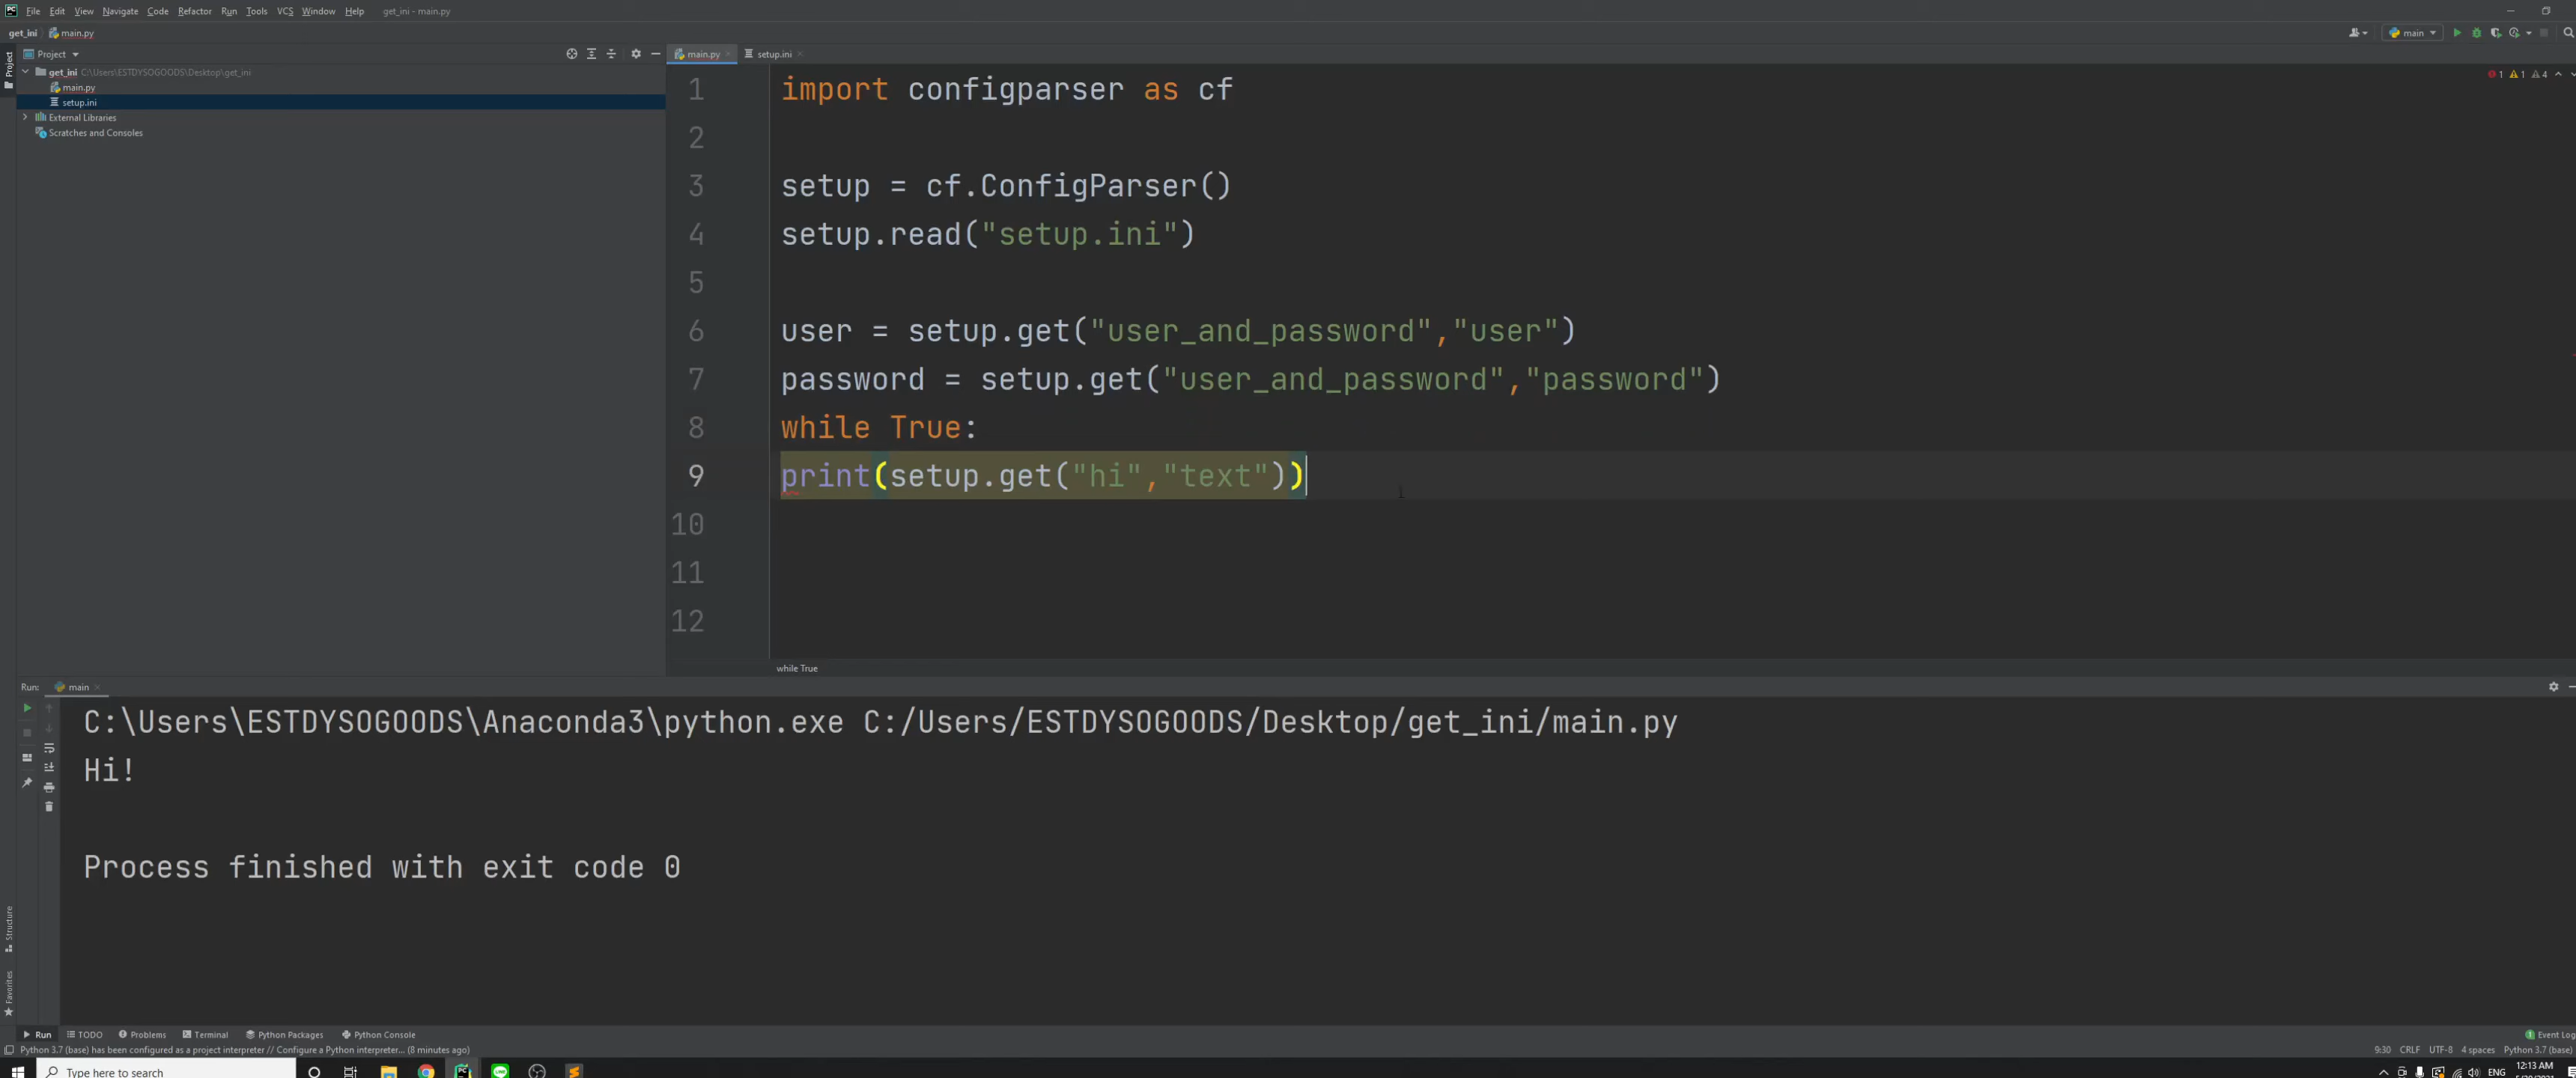 File Edit View Navigate Code Refactor Run Tools VCS Window Help get_ini - main.py
get_ini main.py main
Project
main.py setup.ini
get_ini C:\Users\ESTDYSOGOODS\Desktop\get_ini
main.py
setup.ini
External Libraries
Scratches and Consoles
Project
1 1 4
1 import configparser as cf
2
3 setup = cf.ConfigParser()
4 setup.read("setup.ini")
5
6 user = setup.get("user_and_password","user")
7 password = setup.get("user_and_password","password")
8 while True:
9 print(setup.get("hi","text"))
10
11
12
while True
Run: main
C:\Users\ESTDYSOGOODS\Anaconda3\python.exe C:/Users/ESTDYSOGOODS/Desktop/get_ini/main.py
Hi!
Process finished with exit code 0
Structure
Favorites
Run TODO Problems Terminal Python Packages Python Console 1 Event Log
Python 3.7 (base) has been configured as a project interpreter // Configure a Python interpreter... (8 minutes ago) 9:30 CRLF UTF-8 4 spaces Python 3.7 (base)
Type here to search ENG 12:13 AM